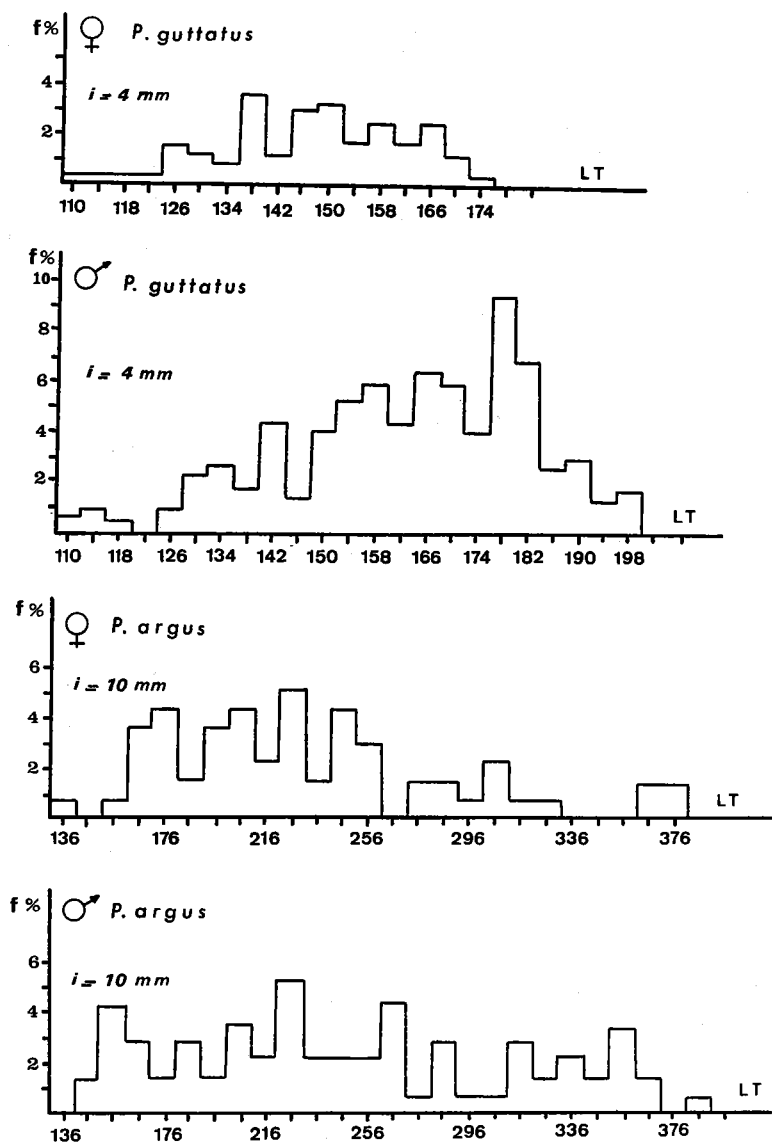 f%
♀ P. guttatus
i = 4 mm
4
2
LT
110 118 126 134 142 150 158 166 174
f%
♂ P. guttatus
10
8
i = 4 mm
6
4
2
LT
110 118 126 134 142 150 158 166 174 182 190 198
f%
♀ P. argus
6
i = 10 mm
4
2
LT
136 176 216 256 296 336 376
f%
♂ P. argus
6
i = 10 mm
4
2
LT
136 176 216 256 296 336 376